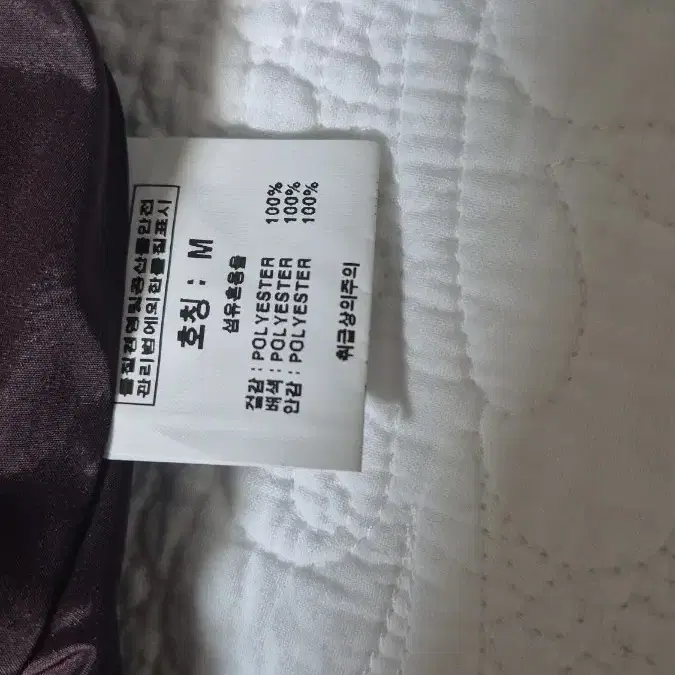 품질경영및공산품안전
관리법에의한품질표시
호칭 : M
섬유혼용율
겉감 : POLYESTER 100%
배색 : POLYESTER 100%
안감 : POLYESTER 100%
취급상의주의